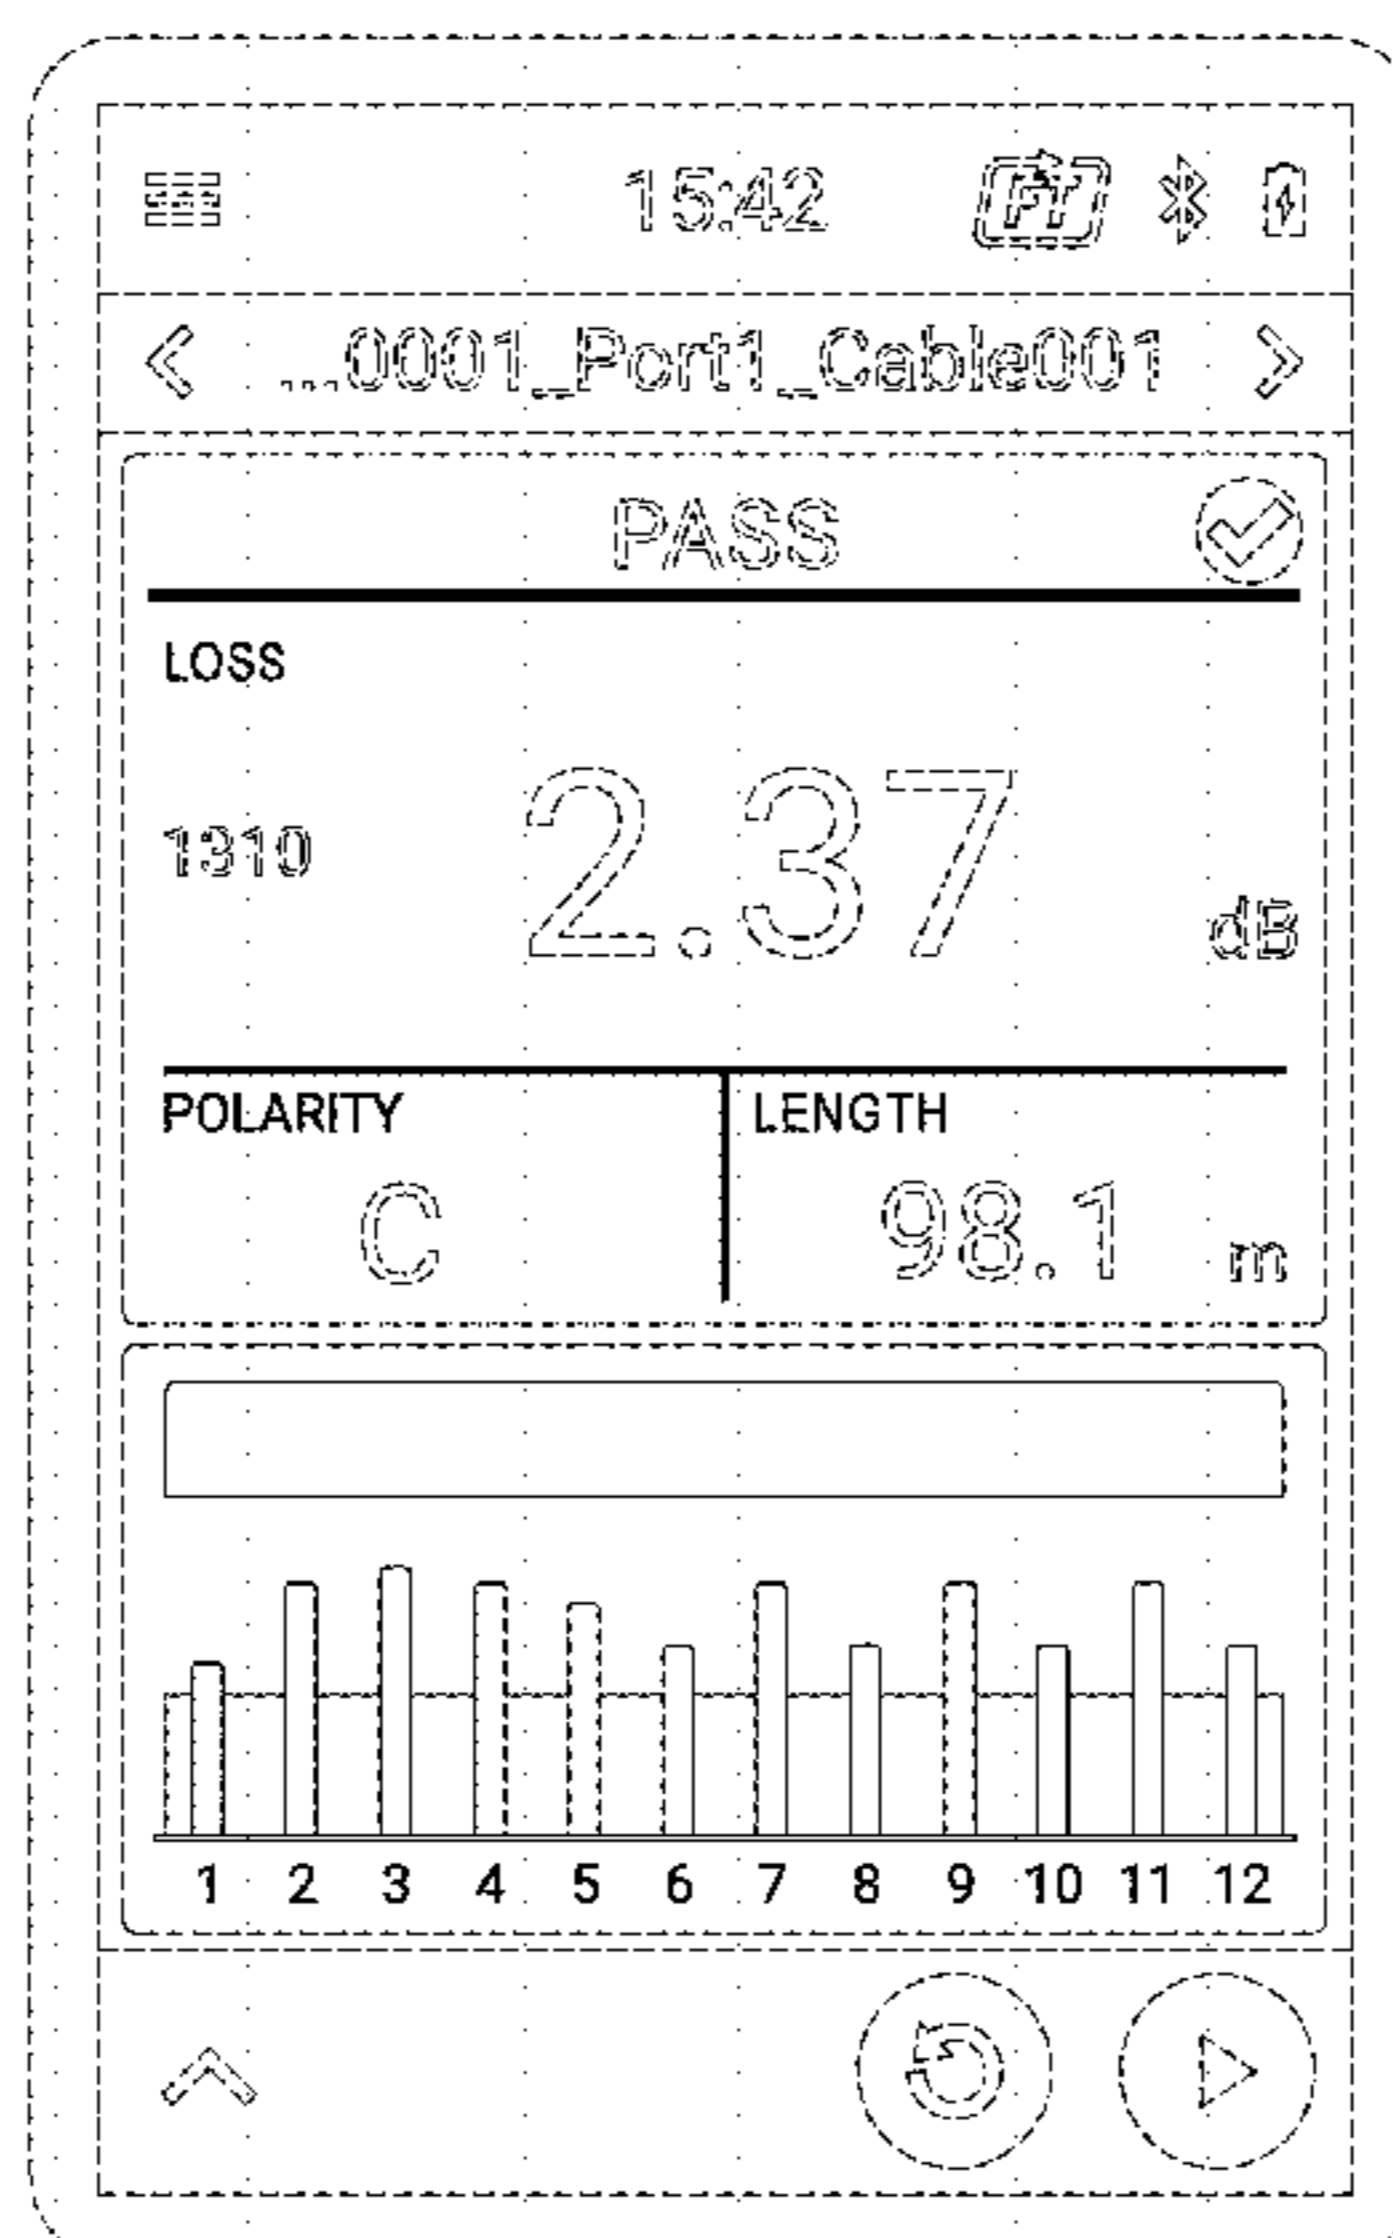 15:42 FT
...0001_Port1_Cable001
PASS
LOSS
1310 2.37 dB
POLARITY LENGTH
C 98.1 m
1 2 3 4 5 6 7 8 9 10 11 12